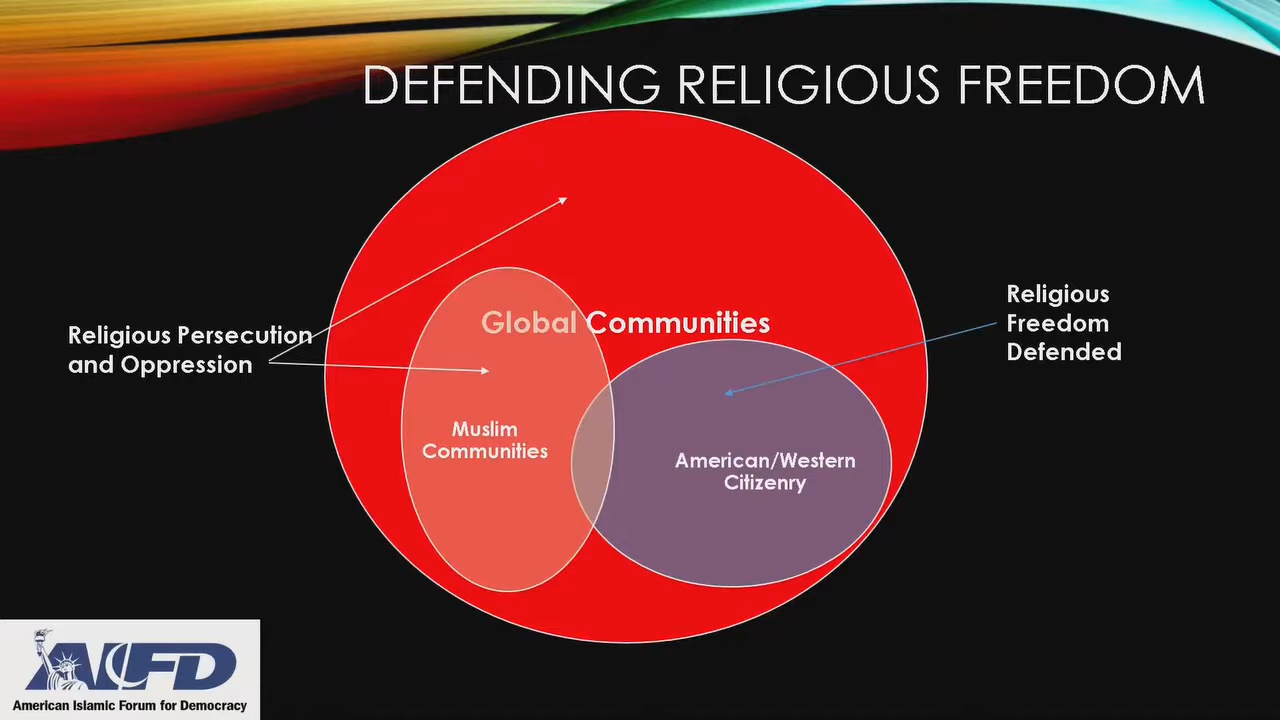 DEFENDING RELIGIOUS FREEDOM
Religious Persecution
and Oppression
Global Communities
Muslim
Communities
American/Western
Citizenry
Religious
Freedom
Defended
AIFD
American Islamic Forum for Democracy